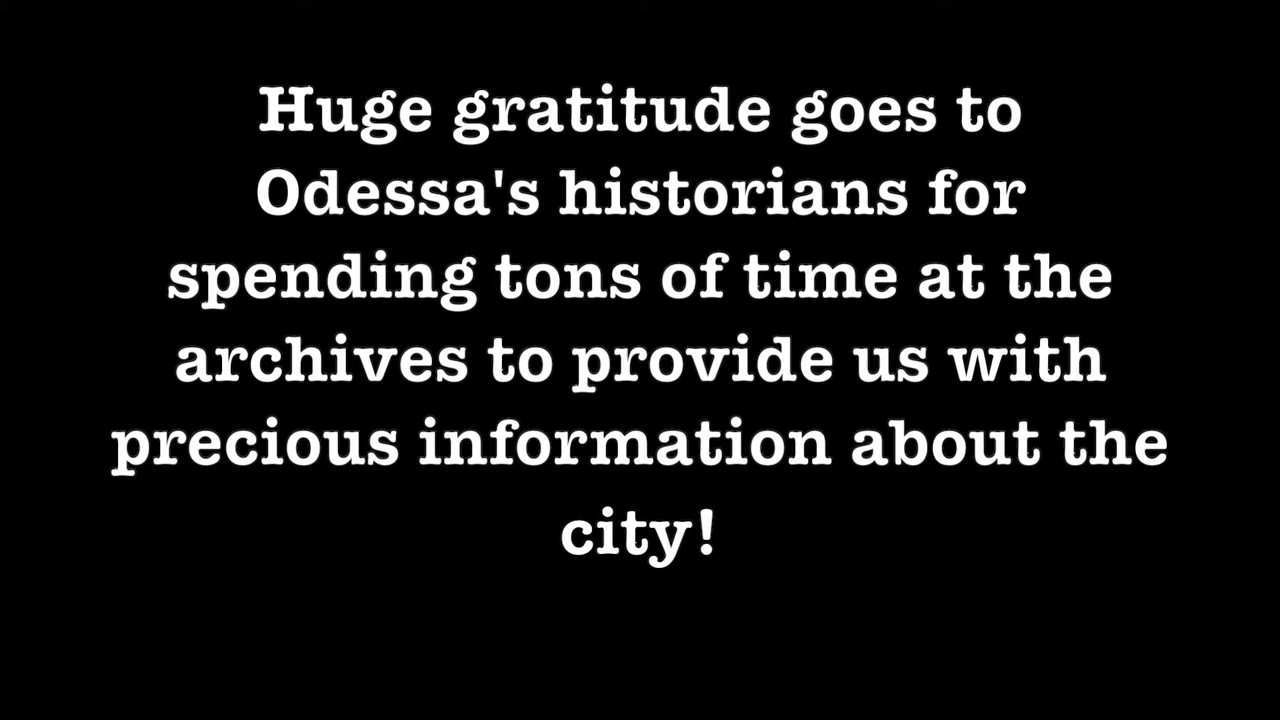 Huge gratitude goes to
Odessa's historians for
spending tons of time at the
archives to provide us with
precious information about the
city!